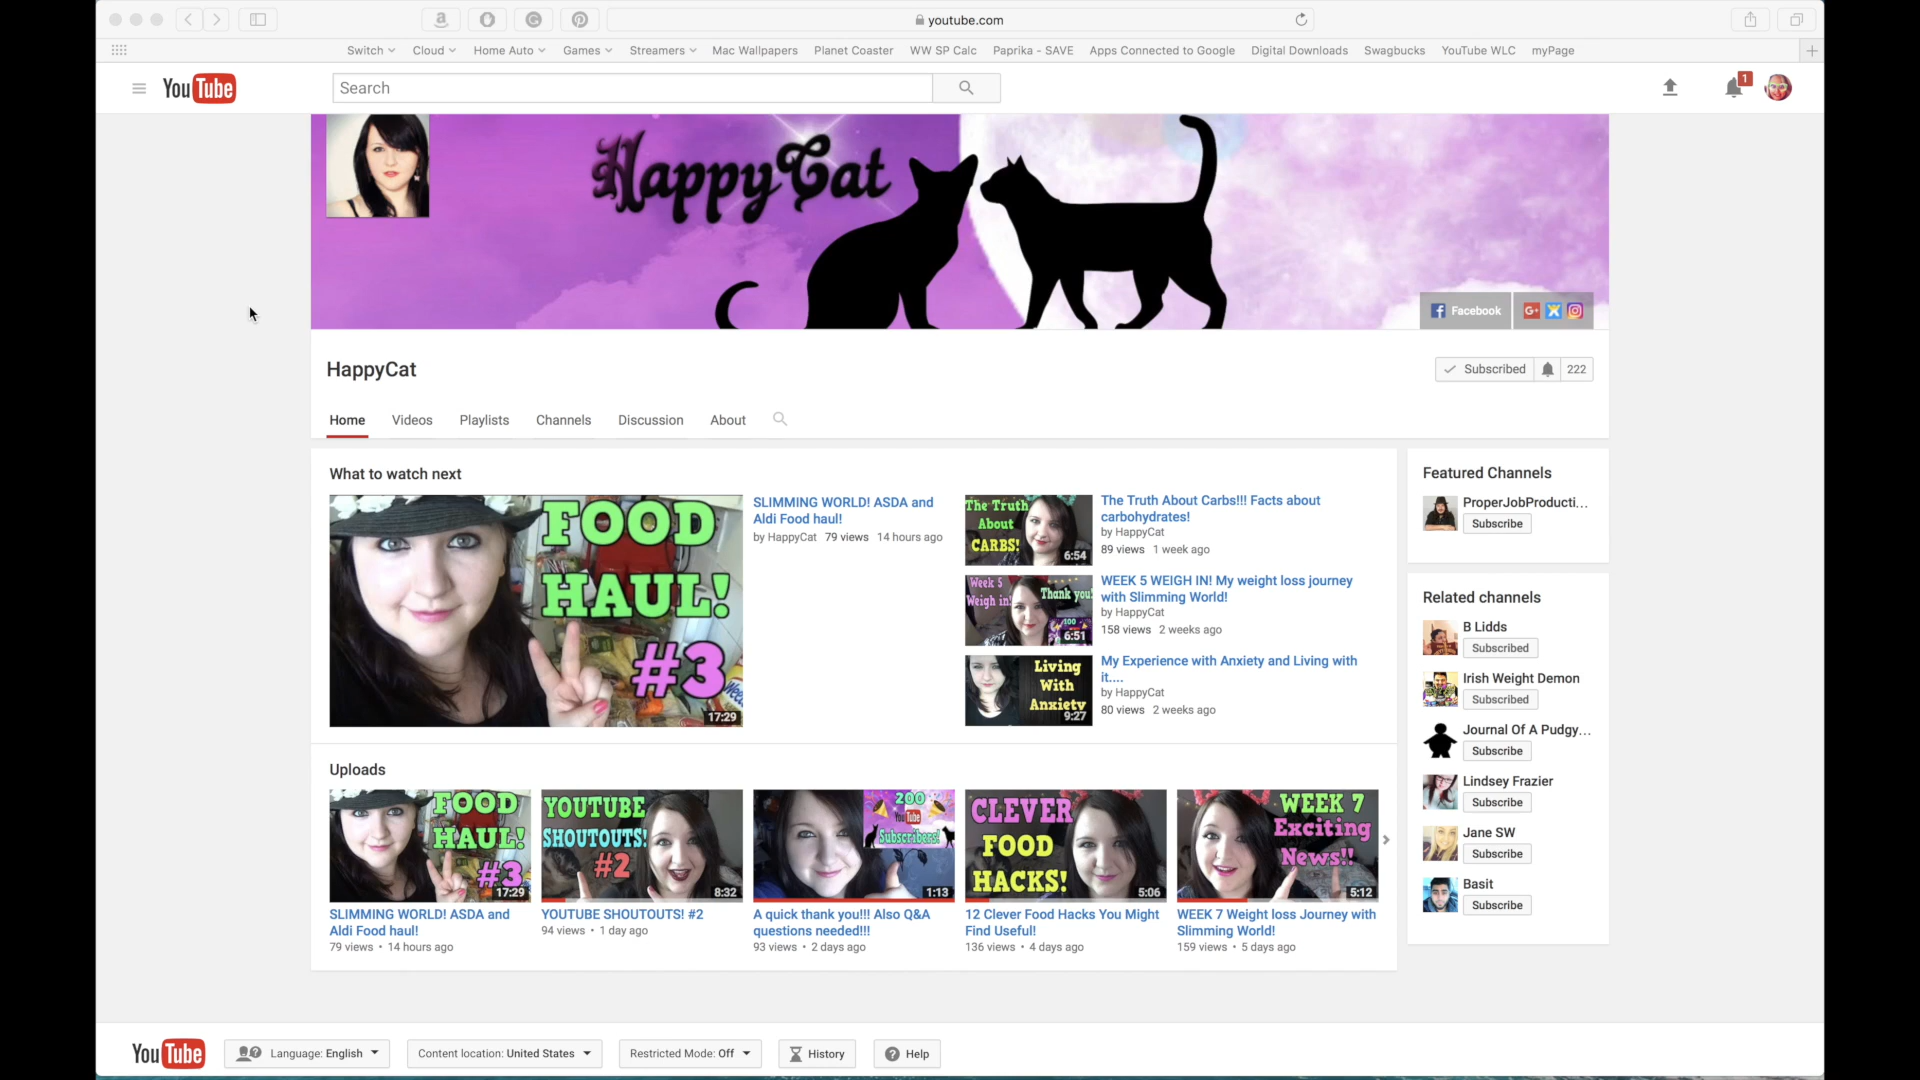 youtube.com
Switch
Cloud
Home Auto
Games
Streamers
Mac Wallpapers
Planet Coaster
WW SP Calc
Paprika - SAVE
Apps Connected to Google
Digital Downloads
Swagbucks
YouTube WLC
myPage
YouTube
Search
1
HappyCat
Facebook
G+
HappyCat
Subscribed
222
Home
Videos
Playlists
Channels
Discussion
About
What to watch next
FOOD
HAUL!
#3
17:29
SLIMMING WORLD! ASDA and
Aldi Food haul!
by HappyCat 79 views 14 hours ago
The Truth
About
CARBS!
6:54
The Truth About Carbs!!! Facts about
carbohydrates!
by HappyCat
89 views 1 week ago
Week 5
Weigh in!
Thank you
100
6:51
WEEK 5 WEIGH IN! My weight loss journey
with Slimming World!
by HappyCat
158 views 2 weeks ago
Living
With
Anxiety
9:27
My Experience with Anxiety and Living with
it....
by HappyCat
80 views 2 weeks ago
Featured Channels
ProperJobProducti...
Subscribe
Related channels
B Lidds
Subscribed
Irish Weight Demon
Subscribed
Journal Of A Pudgy...
Subscribe
Lindsey Frazier
Subscribe
Jane SW
Subscribe
Basit
Subscribe
Uploads
FOOD
HAUL!
#3
17:29
SLIMMING WORLD! ASDA and
Aldi Food haul!
79 views • 14 hours ago
YOUTUBE
SHOUTOUTS!
#2
8:32
YOUTUBE SHOUTOUTS! #2
94 views • 1 day ago
200
YouTube
Subscribers!
1:13
A quick thank you!!! Also Q&A
questions needed!!!
93 views • 2 days ago
CLEVER
FOOD
HACKS!
5:06
12 Clever Food Hacks You Might
Find Useful!
136 views • 4 days ago
WEEK 7
Exciting
News!!
5:12
WEEK 7 Weight loss Journey with
Slimming World!
159 views • 5 days ago
YouTube
Language: English
Content location: United States
Restricted Mode: Off
History
Help